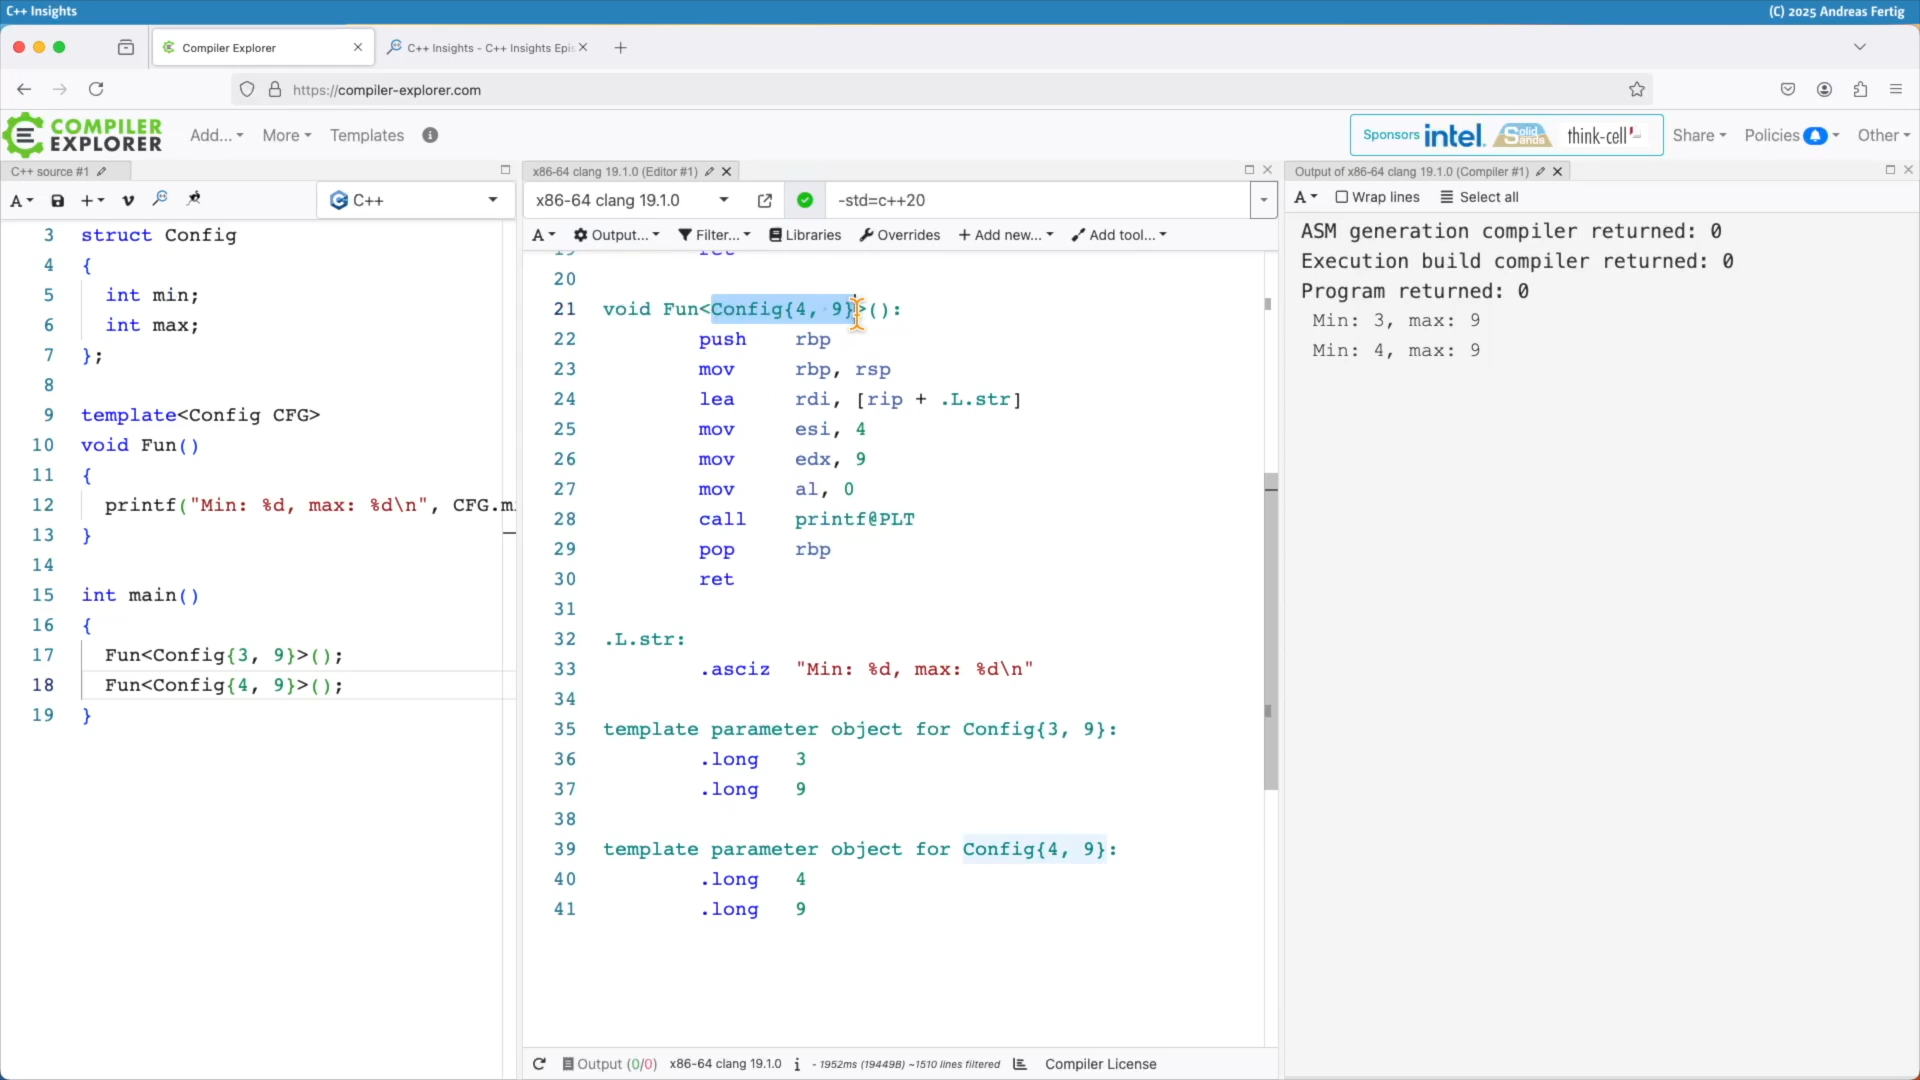 C++ Insights
(C) 2025 Andreas Fertig
Compiler Explorer
C++ Insights - C++ Insights Epis
https://compiler-explorer.com
COMPILER
EXPLORER
Add...
More
Templates
Sponsors
intel.
Solid Sands
think-cell
Share
Policies
Other
C++ source #1
A
C++
3 struct Config
4 {
5 int min;
6 int max;
7 };
8
9 template<Config CFG>
10 void Fun()
11 {
12 printf("Min: %d, max: %d\n", CFG.m
13 }
14
15 int main()
16 {
17 Fun<Config{3, 9}>();
18 Fun<Config{4, 9}>();
19 }
x86-64 clang 19.1.0 (Editor #1)
x86-64 clang 19.1.0
-std=c++20
A
Output...
Filter...
Libraries
Overrides
+ Add new...
Add tool...
19 ret
20
21 void Fun<Config{4, 9}>():
22 push rbp
23 mov rbp, rsp
24 lea rdi, [rip + .L.str]
25 mov esi, 4
26 mov edx, 9
27 mov al, 0
28 call printf@PLT
29 pop rbp
30 ret
31
32 .L.str:
33 .asciz "Min: %d, max: %d\n"
34
35 template parameter object for Config{3, 9}:
36 .long 3
37 .long 9
38
39 template parameter object for Config{4, 9}:
40 .long 4
41 .long 9
Output (0/0) x86-64 clang 19.1.0 i - 1952ms (19449B) ~1510 lines filtered Compiler License
Output of x86-64 clang 19.1.0 (Compiler #1)
A
Wrap lines
Select all
ASM generation compiler returned: 0
Execution build compiler returned: 0
Program returned: 0
Min: 3, max: 9
Min: 4, max: 9